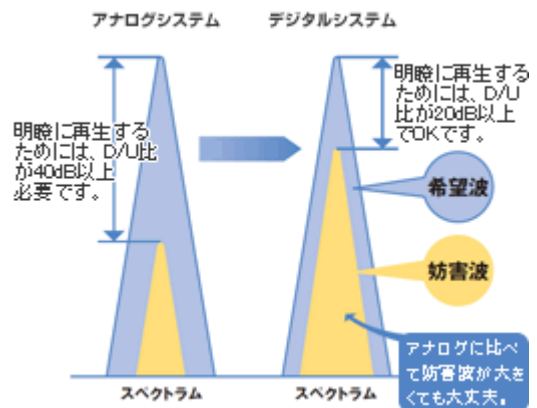 アナログシステム
デジタルシステム
明瞭に再生する
ためには、D/U比
が40dB以上
必要です。
明瞭に再生する
ためには、D/U
比が20dB以上
でOKです。
希望波
妨害波
アナログに比べ
て妨害波が大き
くても大丈夫。
スペクトラム
スペクトラム